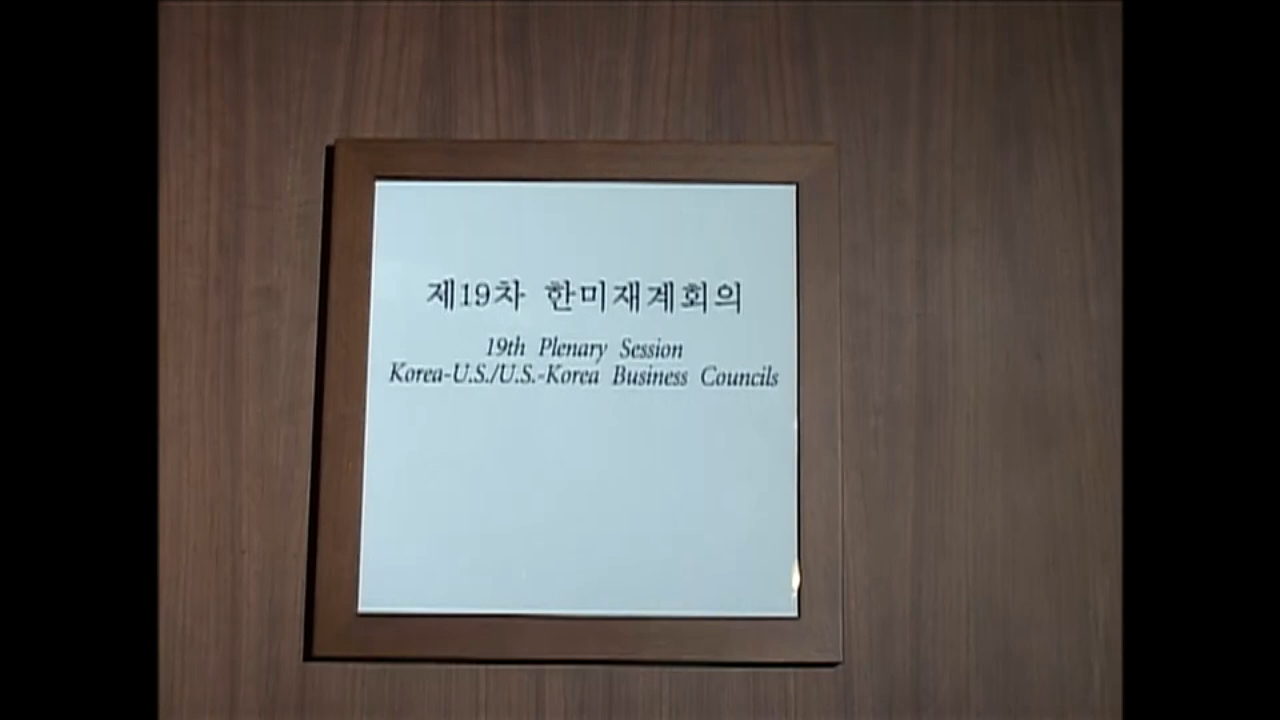 제19차 한미재계회의
19th Plenary Session
Korea-U.S./U.S.-Korea Business Councils